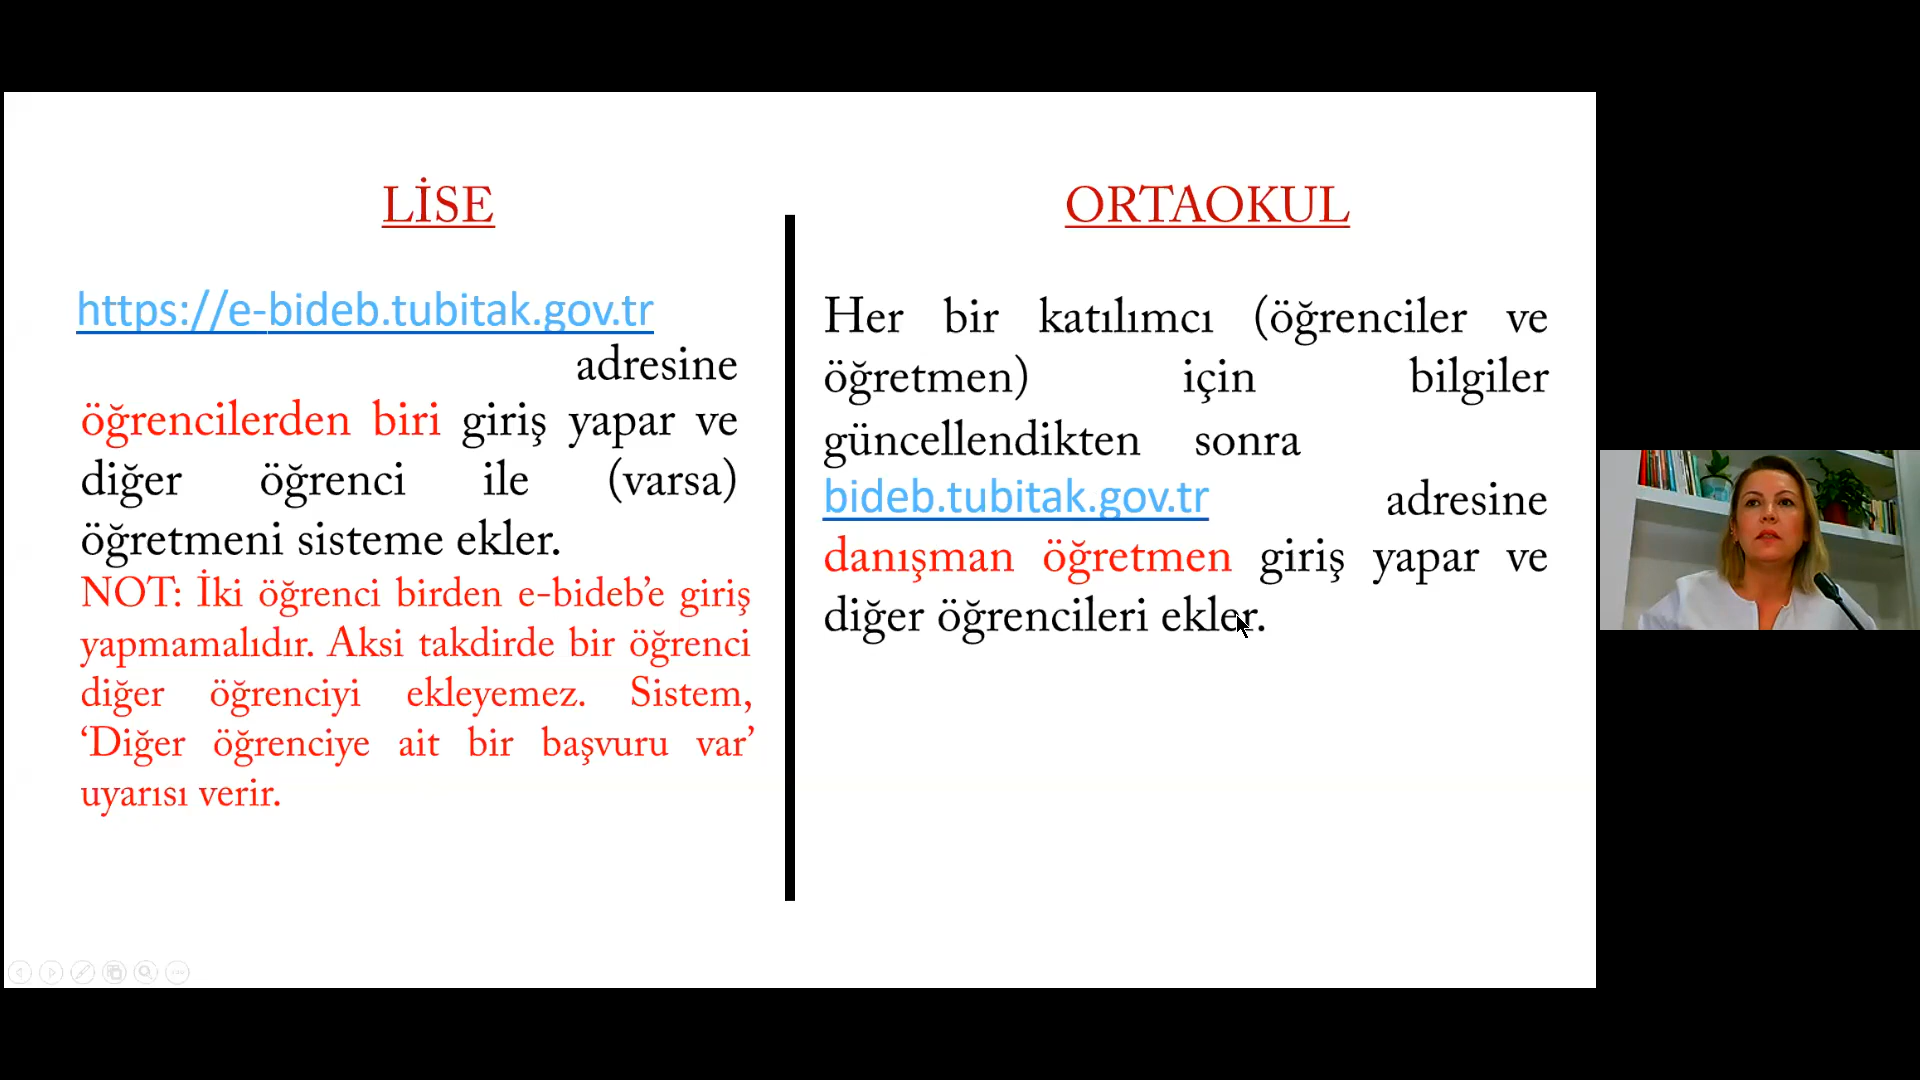 LİSE
https://e-bideb.tubitak.gov.tr
adresine
öğrencilerden biri giriş yapar ve
diğer öğrenci ile (varsa)
öğretmeni sisteme ekler.
NOT: İki öğrenci birden e-bideb’e giriş
yapmamalıdır. Aksi takdirde bir öğrenci
diğer öğrenciyi ekleyemez. Sistem,
‘Diğer öğrenciye ait bir başvuru var’
uyarısı verir.
ORTAOKUL
Her bir katılımcı (öğrenciler ve
öğretmen) için bilgiler
güncellendikten sonra
bideb.tubitak.gov.tr adresine
danışman öğretmen giriş yapar ve
diğer öğrencileri ekler.